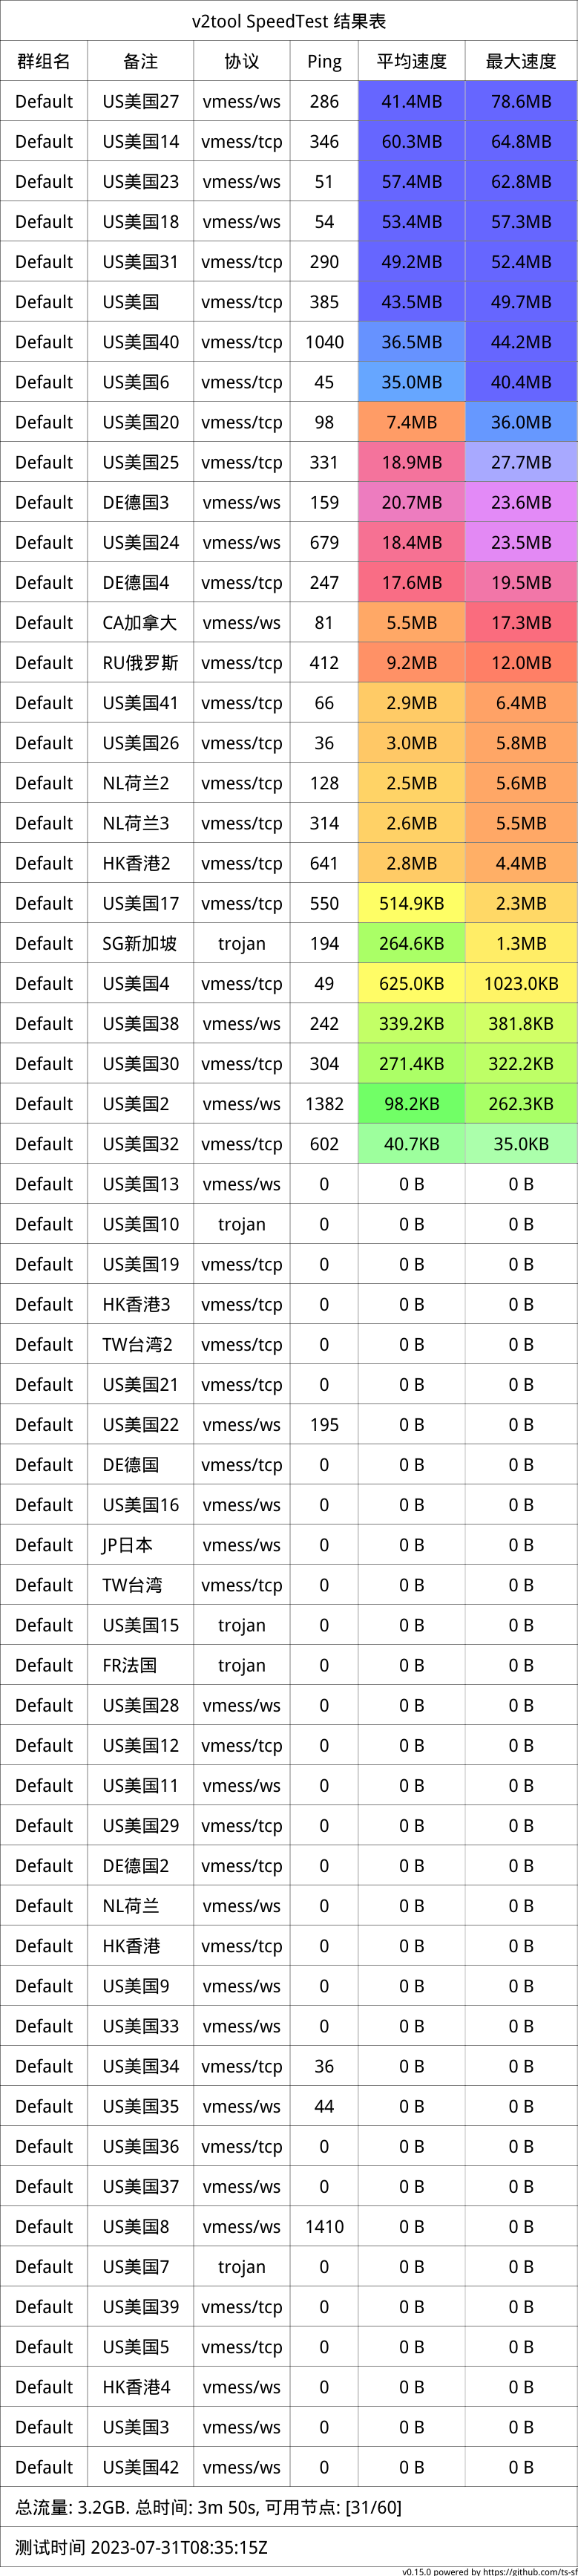 v2tool SpeedTest 结果表
群组名 备注 协议 Ping 平均速度 最大速度
Default US美国27 vmess/ws 286 41.4MB 78.6MB
Default US美国14 vmess/tcp 346 60.3MB 64.8MB
Default US美国23 vmess/ws 51 57.4MB 62.8MB
Default US美国18 vmess/ws 54 53.4MB 57.3MB
Default US美国31 vmess/tcp 290 49.2MB 52.4MB
Default US美国 vmess/tcp 385 43.5MB 49.7MB
Default US美国40 vmess/tcp 1040 36.5MB 44.2MB
Default US美国6 vmess/tcp 45 35.0MB 40.4MB
Default US美国20 vmess/tcp 98 7.4MB 36.0MB
Default US美国25 vmess/tcp 331 18.9MB 27.7MB
Default DE德国3 vmess/ws 159 20.7MB 23.6MB
Default US美国24 vmess/ws 679 18.4MB 23.5MB
Default DE德国4 vmess/tcp 247 17.6MB 19.5MB
Default CA加拿大 vmess/ws 81 5.5MB 17.3MB
Default RU俄罗斯 vmess/tcp 412 9.2MB 12.0MB
Default US美国41 vmess/tcp 66 2.9MB 6.4MB
Default US美国26 vmess/tcp 36 3.0MB 5.8MB
Default NL荷兰2 vmess/tcp 128 2.5MB 5.6MB
Default NL荷兰3 vmess/tcp 314 2.6MB 5.5MB
Default HK香港2 vmess/tcp 641 2.8MB 4.4MB
Default US美国17 vmess/tcp 550 514.9KB 2.3MB
Default SG新加坡 trojan 194 264.6KB 1.3MB
Default US美国4 vmess/tcp 49 625.0KB 1023.0KB
Default US美国38 vmess/ws 242 339.2KB 381.8KB
Default US美国30 vmess/tcp 304 271.4KB 322.2KB
Default US美国2 vmess/ws 1382 98.2KB 262.3KB
Default US美国32 vmess/tcp 602 40.7KB 35.0KB
Default US美国13 vmess/ws 0 0 B 0 B
Default US美国10 trojan 0 0 B 0 B
Default US美国19 vmess/tcp 0 0 B 0 B
Default HK香港3 vmess/tcp 0 0 B 0 B
Default TW台湾2 vmess/tcp 0 0 B 0 B
Default US美国21 vmess/tcp 0 0 B 0 B
Default US美国22 vmess/ws 195 0 B 0 B
Default DE德国 vmess/tcp 0 0 B 0 B
Default US美国16 vmess/ws 0 0 B 0 B
Default JP日本 vmess/ws 0 0 B 0 B
Default TW台湾 vmess/tcp 0 0 B 0 B
Default US美国15 trojan 0 0 B 0 B
Default FR法国 trojan 0 0 B 0 B
Default US美国28 vmess/ws 0 0 B 0 B
Default US美国12 vmess/tcp 0 0 B 0 B
Default US美国11 vmess/ws 0 0 B 0 B
Default US美国29 vmess/tcp 0 0 B 0 B
Default DE德国2 vmess/tcp 0 0 B 0 B
Default NL荷兰 vmess/ws 0 0 B 0 B
Default HK香港 vmess/tcp 0 0 B 0 B
Default US美国9 vmess/ws 0 0 B 0 B
Default US美国33 vmess/ws 0 0 B 0 B
Default US美国34 vmess/tcp 36 0 B 0 B
Default US美国35 vmess/ws 44 0 B 0 B
Default US美国36 vmess/tcp 0 0 B 0 B
Default US美国37 vmess/ws 0 0 B 0 B
Default US美国8 vmess/ws 1410 0 B 0 B
Default US美国7 trojan 0 0 B 0 B
Default US美国39 vmess/tcp 0 0 B 0 B
Default US美国5 vmess/tcp 0 0 B 0 B
Default HK香港4 vmess/ws 0 0 B 0 B
Default US美国3 vmess/ws 0 0 B 0 B
Default US美国42 vmess/ws 0 0 B 0 B
总流量: 3.2GB. 总时间: 3m 50s, 可用节点: [31/60]
测试时间 2023-07-31T08:35:15Z
v0.15.0 powered by https://github.com/ts-sf